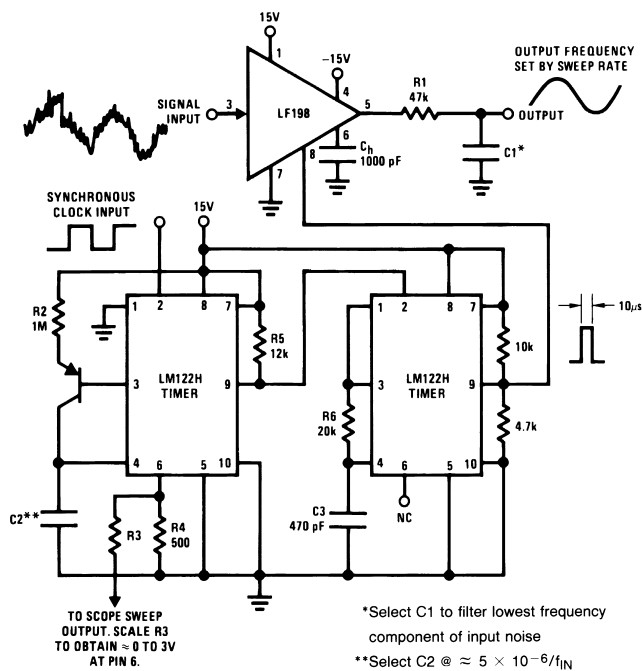 15V
1
-15V
OUTPUT FREQUENCY
SET BY SWEEP RATE
4
R1
47k
SIGNAL
INPUT
3
LF198
5
OUTPUT
6
8
Ch
1000 pF
C1*
7
SYNCHRONOUS
CLOCK INPUT
15V
R2
1M
1
2
8
7
R5
12k
LM122H
TIMER
3
9
4
6
5
10
C2**
R3
R4
500
1
2
8
7
10k
10μs
LM122H
TIMER
3
9
R6
20k
4.7k
4
6
5
10
C3
470 pF
NC
TO SCOPE SWEEP
OUTPUT. SCALE R3
TO OBTAIN ≈ 0 TO 3V
AT PIN 6.
*Select C1 to filter lowest frequency
component of input noise
**Select C2 @ ≈ 5 × 10⁻⁶/fIN